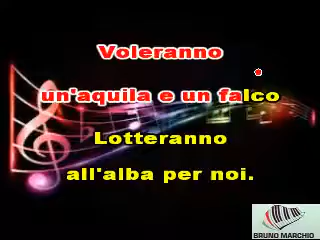 Voleranno
un'aquila e un falco
Lotteranno
all'alba per noi.
BRUNO MARCHIO